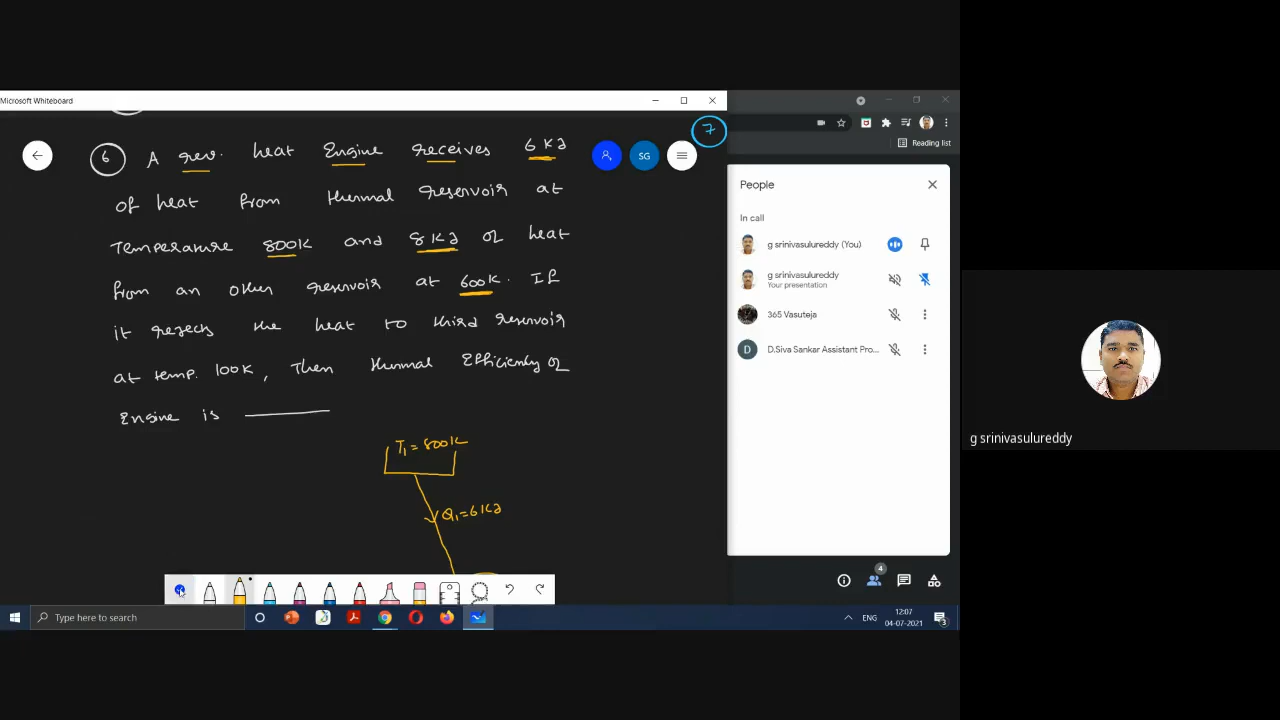 Microsoft Whiteboard
7
6 A rev. heat Engine receives 6 KJ
of heat from thermal reservoir at
Temperature 800K and 8 KJ of heat
from an other reservoir at 600K. If
it rejects the heat to third reservoir
at temp. 100K, Then thermal Efficiency of
Engine is
T1 = 800K
Q1 = 6 KJ
SG
Reading list
People
In call
g srinivasulureddy (You)
g srinivasulureddy
Your presentation
365 Vasuteja
D.Siva Sankar Assistant Pro...
4
g srinivasulureddy
Type here to search
ENG
12:07
04-07-2021
3